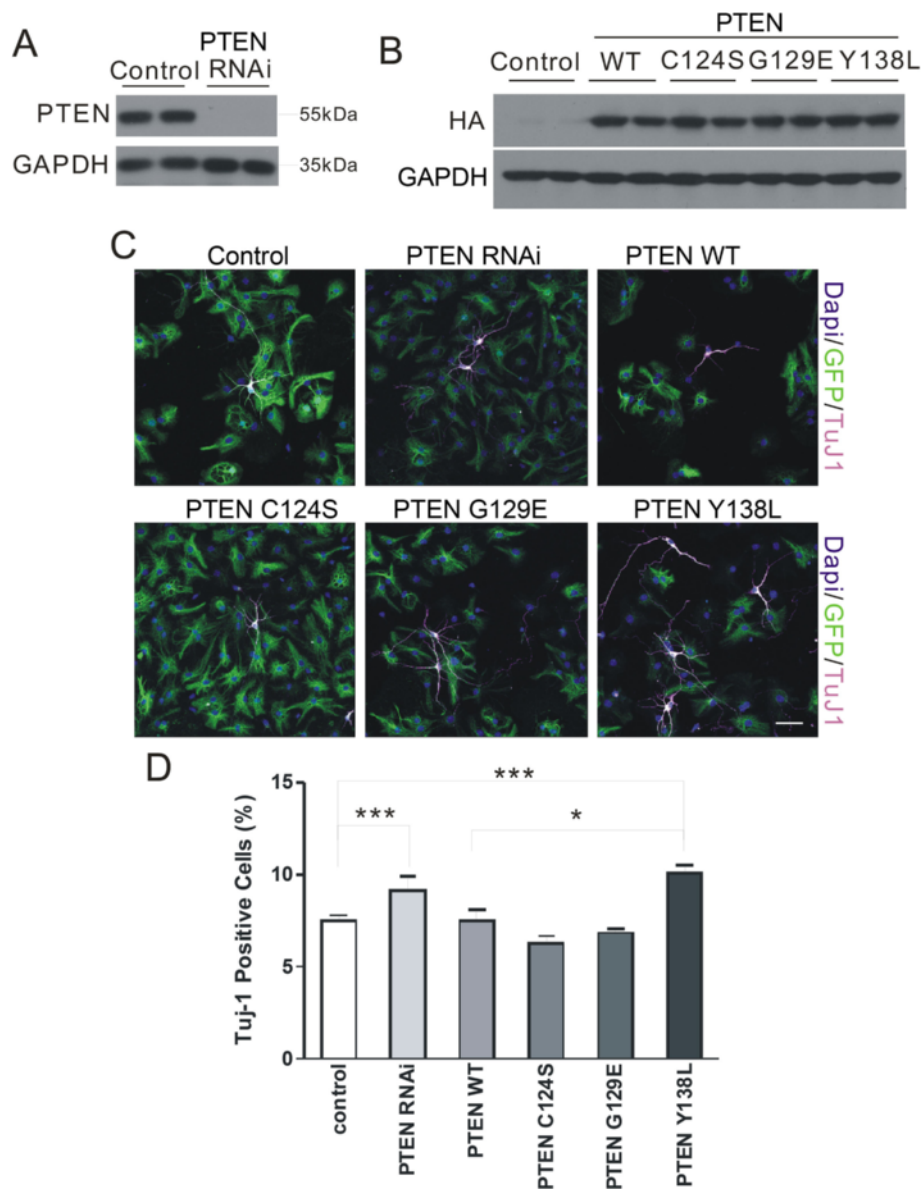 A
PTEN
Control RNAi
PTEN 55kDa
GAPDH 35kDa
B
PTEN
Control WT C124S G129E Y138L
HA
GAPDH
C
Control PTEN RNAi PTEN WT
Dapi/GFP/TuJ1
PTEN C124S PTEN G129E PTEN Y138L
Dapi/GFP/TuJ1
D
Tuj-1 Positive Cells (%)
15
10
5
0
***
***
*
control
PTEN RNAi
PTEN WT
PTEN C124S
PTEN G129E
PTEN Y138L